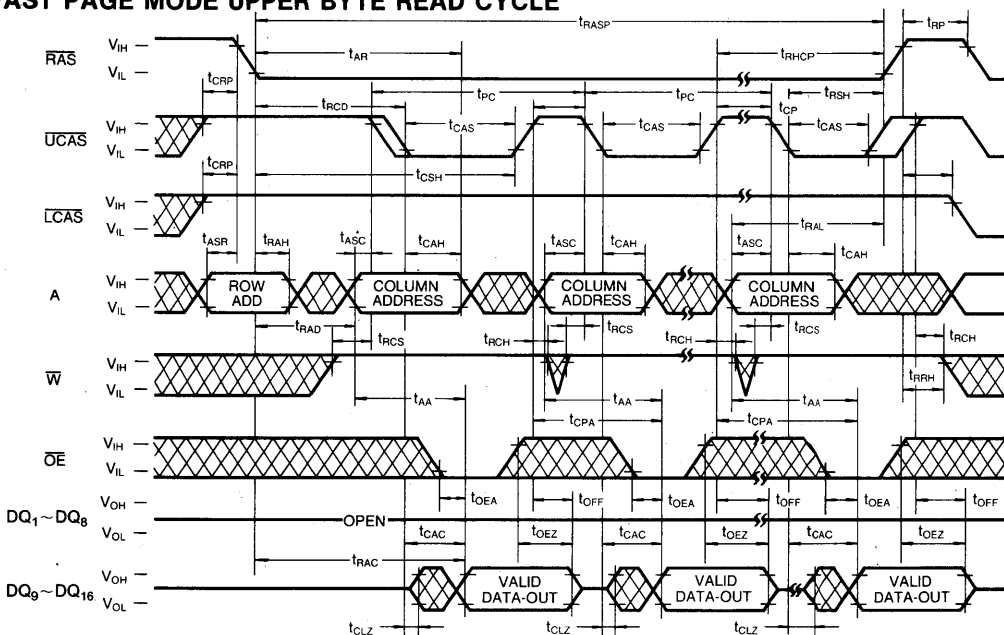 FAST PAGE MODE UPPER BYTE READ CYCLE
tRASP tRP
RAS VIH tAR tRHCP
VIL
tCRP tRCD tPC tPC tCP tRSH
UCAS VIH tCAS tCAS tCAS
VIL
tCRP tCSH
LCAS VIH
VIL tRAL
tASR tRAH tASC tCAH tASC tCAH tASC tCAH
A VIH ROW ADD COLUMN ADDRESS COLUMN ADDRESS COLUMN ADDRESS
VIL
tRAD tRCS tRCH tRCS tRCH tRCS tRCH
W VIH
VIL tRRH
tAA tAA tAA
tCPA tCPA
OE VIH
VIL
tOEA tOFF tOEA tOFF tOEA tOFF
DQ1~DQ8 VOH OPEN
VOL
tCAC tOEZ tCAC tOEZ tCAC tOEZ
tRAC
DQ9~DQ16 VOH VALID DATA-OUT VALID DATA-OUT VALID DATA-OUT
VOL
tCLZ tCLZ tCLZ